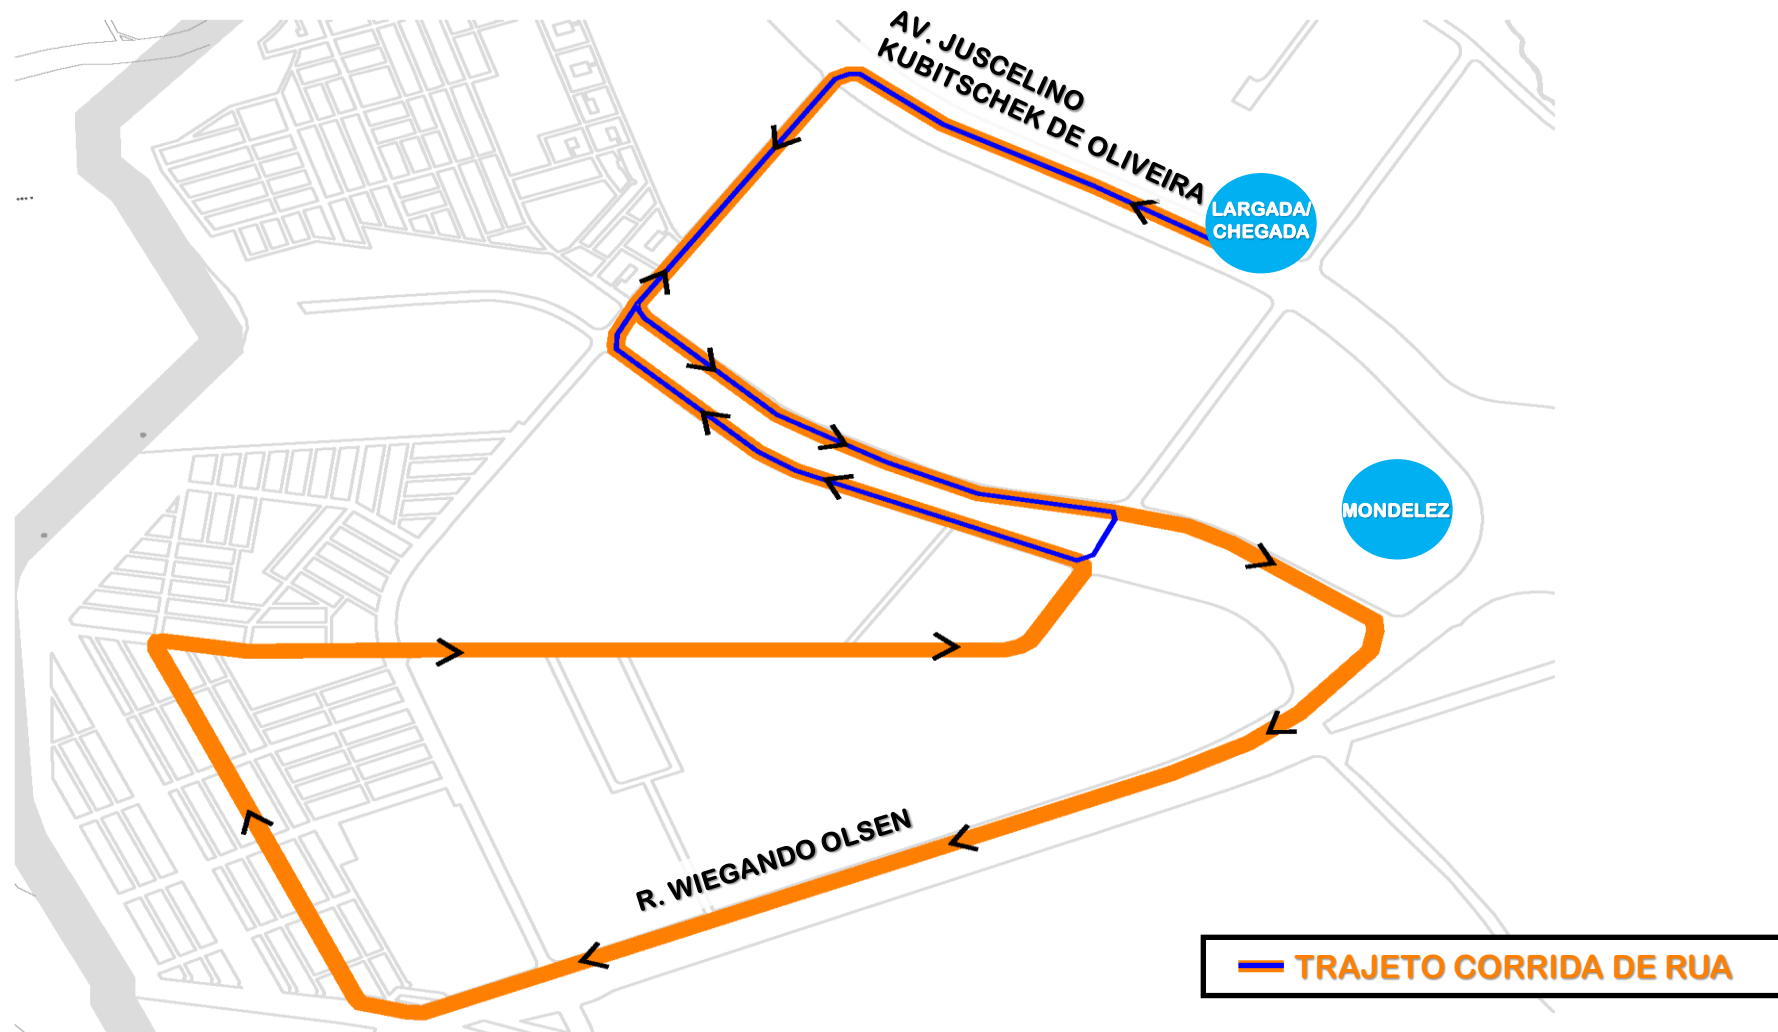 AV. JUSCELINO
KUBITSCHEK DE OLIVEIRA
LARGADA/
CHEGADA
MONDELEZ
R. WIEGANDO OLSEN
TRAJETO CORRIDA DE RUA